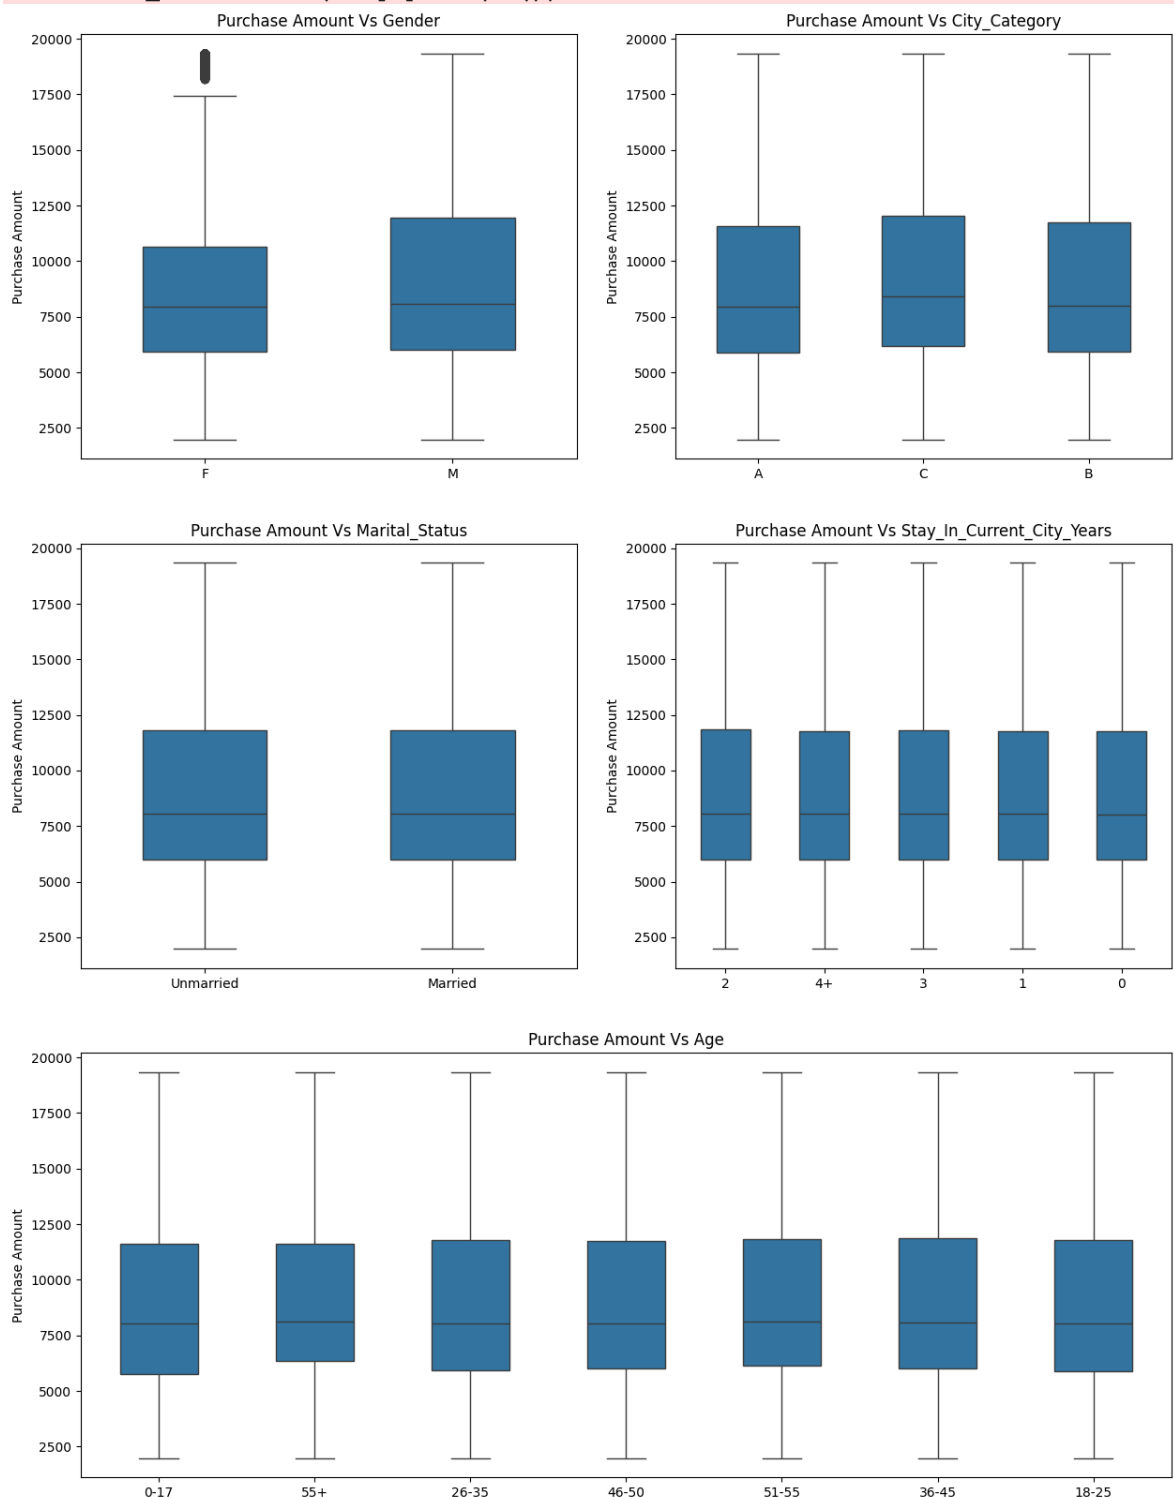 Purchase Amount Vs Gender
20000
17500
15000
12500
10000
7500
5000
2500
Purchase Amount
F M
Purchase Amount Vs City_Category
20000
17500
15000
12500
10000
7500
5000
2500
Purchase Amount
A C B
Purchase Amount Vs Marital_Status
20000
17500
15000
12500
10000
7500
5000
2500
Purchase Amount
Unmarried Married
Purchase Amount Vs Stay_In_Current_City_Years
20000
17500
15000
12500
10000
7500
5000
2500
Purchase Amount
2 4+ 3 1 0
Purchase Amount Vs Age
20000
17500
15000
12500
10000
7500
5000
2500
Purchase Amount
0-17 55+ 26-35 46-50 51-55 36-45 18-25